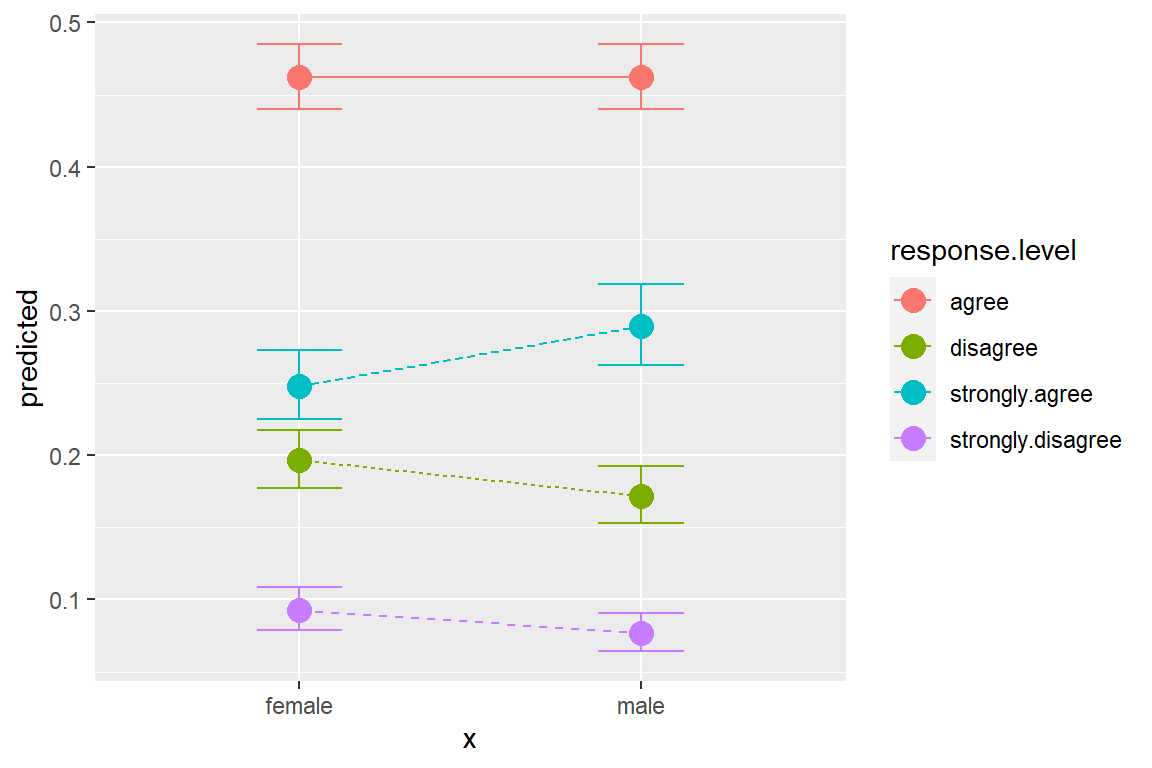 0.5
0.4
0.3
0.2
0.1
predicted
female
male
x
response.level
agree
disagree
strongly.agree
strongly.disagree